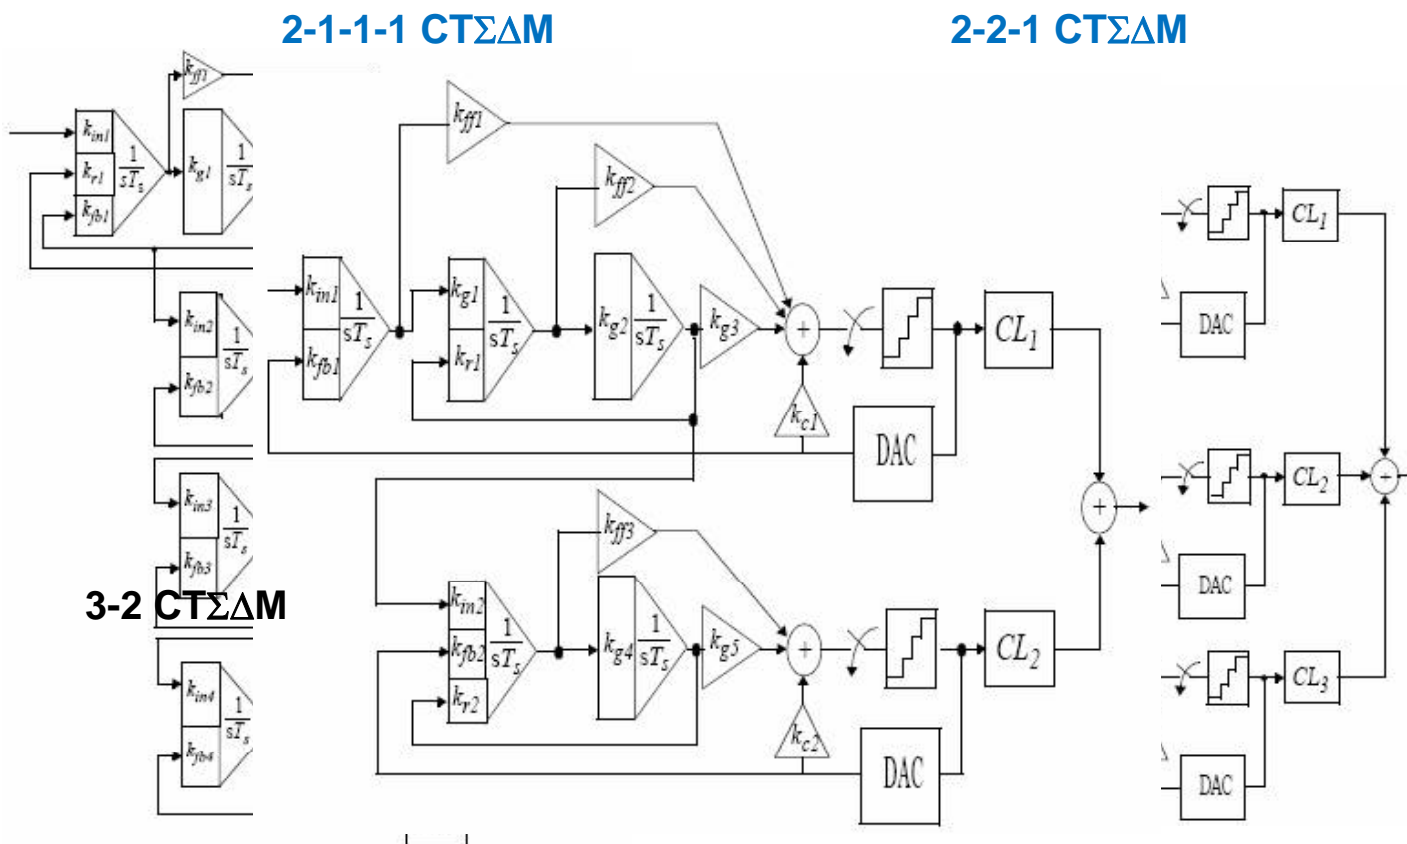 2-1-1-1 CTΣΔM
2-2-1 CTΣΔM
k_ff1
k_in1
k_r1
k_fb1
1
sT_s
k_g1
1
sT_s
k_in2
k_fb2
1
sT_s
k_in3
k_fb3
1
sT_s
3-2 CTΣΔM
k_in4
k_fb4
1
sT_s
k_ff1
k_ff2
k_in1
k_fb1
1
sT_s
k_g1
k_r1
1
sT_s
k_g2
1
sT_s
k_g3
+
k_c1
DAC
CL_1
+
k_ff3
k_in2
k_fb2
k_r2
1
sT_s
k_g4
1
sT_s
k_g5
+
k_c2
DAC
CL_2
CL_1
DAC
CL_2
+
DAC
CL_3
DAC